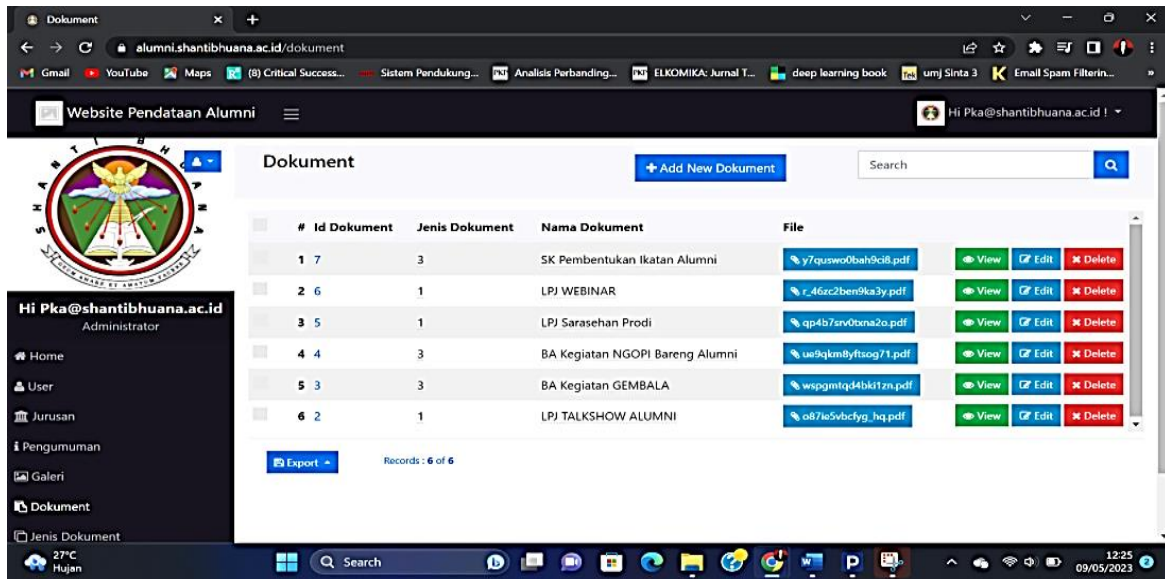 Dokument
alumni.shantibhuana.ac.id/dokument
Gmail YouTube Maps (8) Critical Success... Sistem Pendukung... Analisis Perbanding... ELKOMIKA: Jurnal T... deep learning book umj Sinta 3 Email Spam Filterin... »
Website Pendataan Alumni Hi Pka@shantibhuana.ac.id !
SHANTI BHUANA
Dokument + Add New Dokument Search
# Id Dokument Jenis Dokument Nama Dokument File
1 7 3 SK Pembentukan Ikatan Alumni y7quswo0bah9ci8.pdf View Edit Delete
2 6 1 LPJ WEBINAR r_46zc2ben9ka3y.pdf View Edit Delete
3 5 1 LPJ Sarasehan Prodi qp4b7srv0txna2o.pdf View Edit Delete
4 4 3 BA Kegiatan NGOPI Bareng Alumni ue9qkm8yftsog71.pdf View Edit Delete
5 3 3 BA Kegiatan GEMBALA wspgmtqd4bki1zn.pdf View Edit Delete
6 2 1 LPJ TALKSHOW ALUMNI o87ie5vbcfyg_hq.pdf View Edit Delete
Export Records : 6 of 6
Hi Pka@shantibhuana.ac.id
Administrator
Home
User
Jurusan
Pengumuman
Galeri
Dokument
Jenis Dokument
27°C
Hujan
Search
12:25
09/05/2023
2